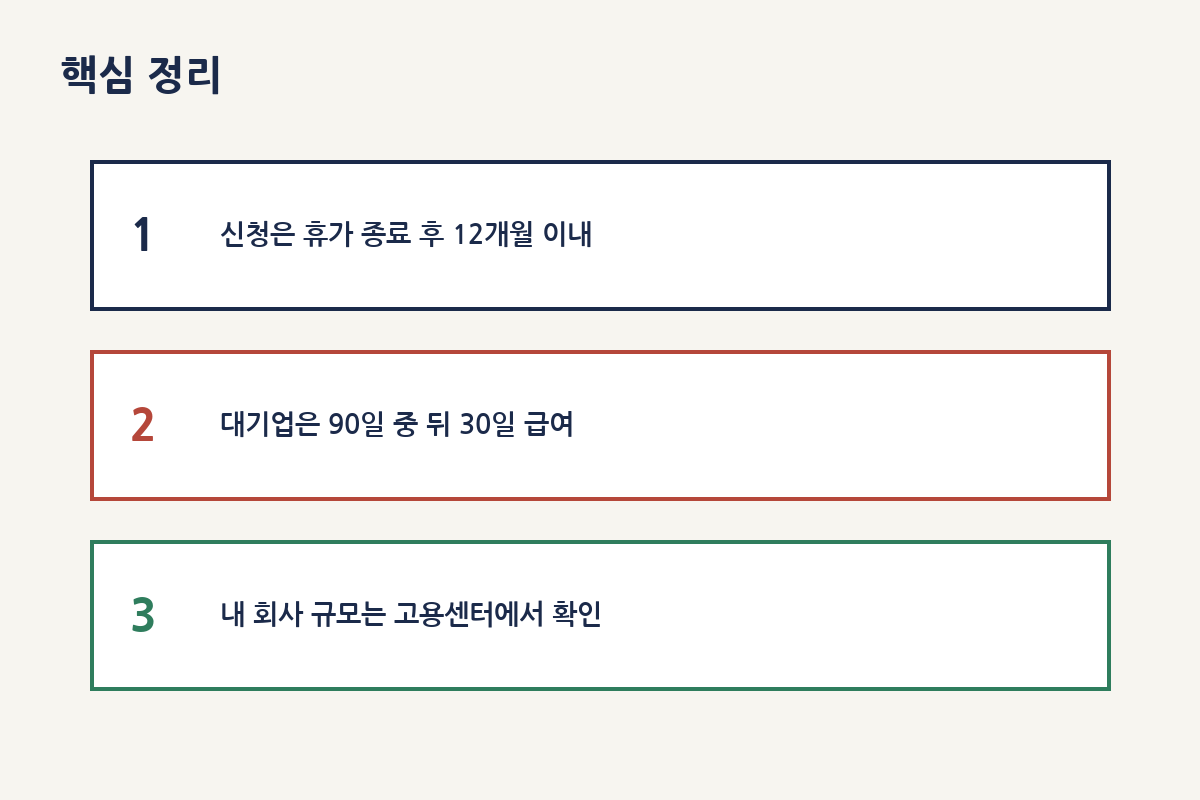 핵심 정리
1
신청은 휴가 종료 후 12개월 이내
2
대기업은 90일 중 뒤 30일 급여
3
내 회사 규모는 고용센터에서 확인